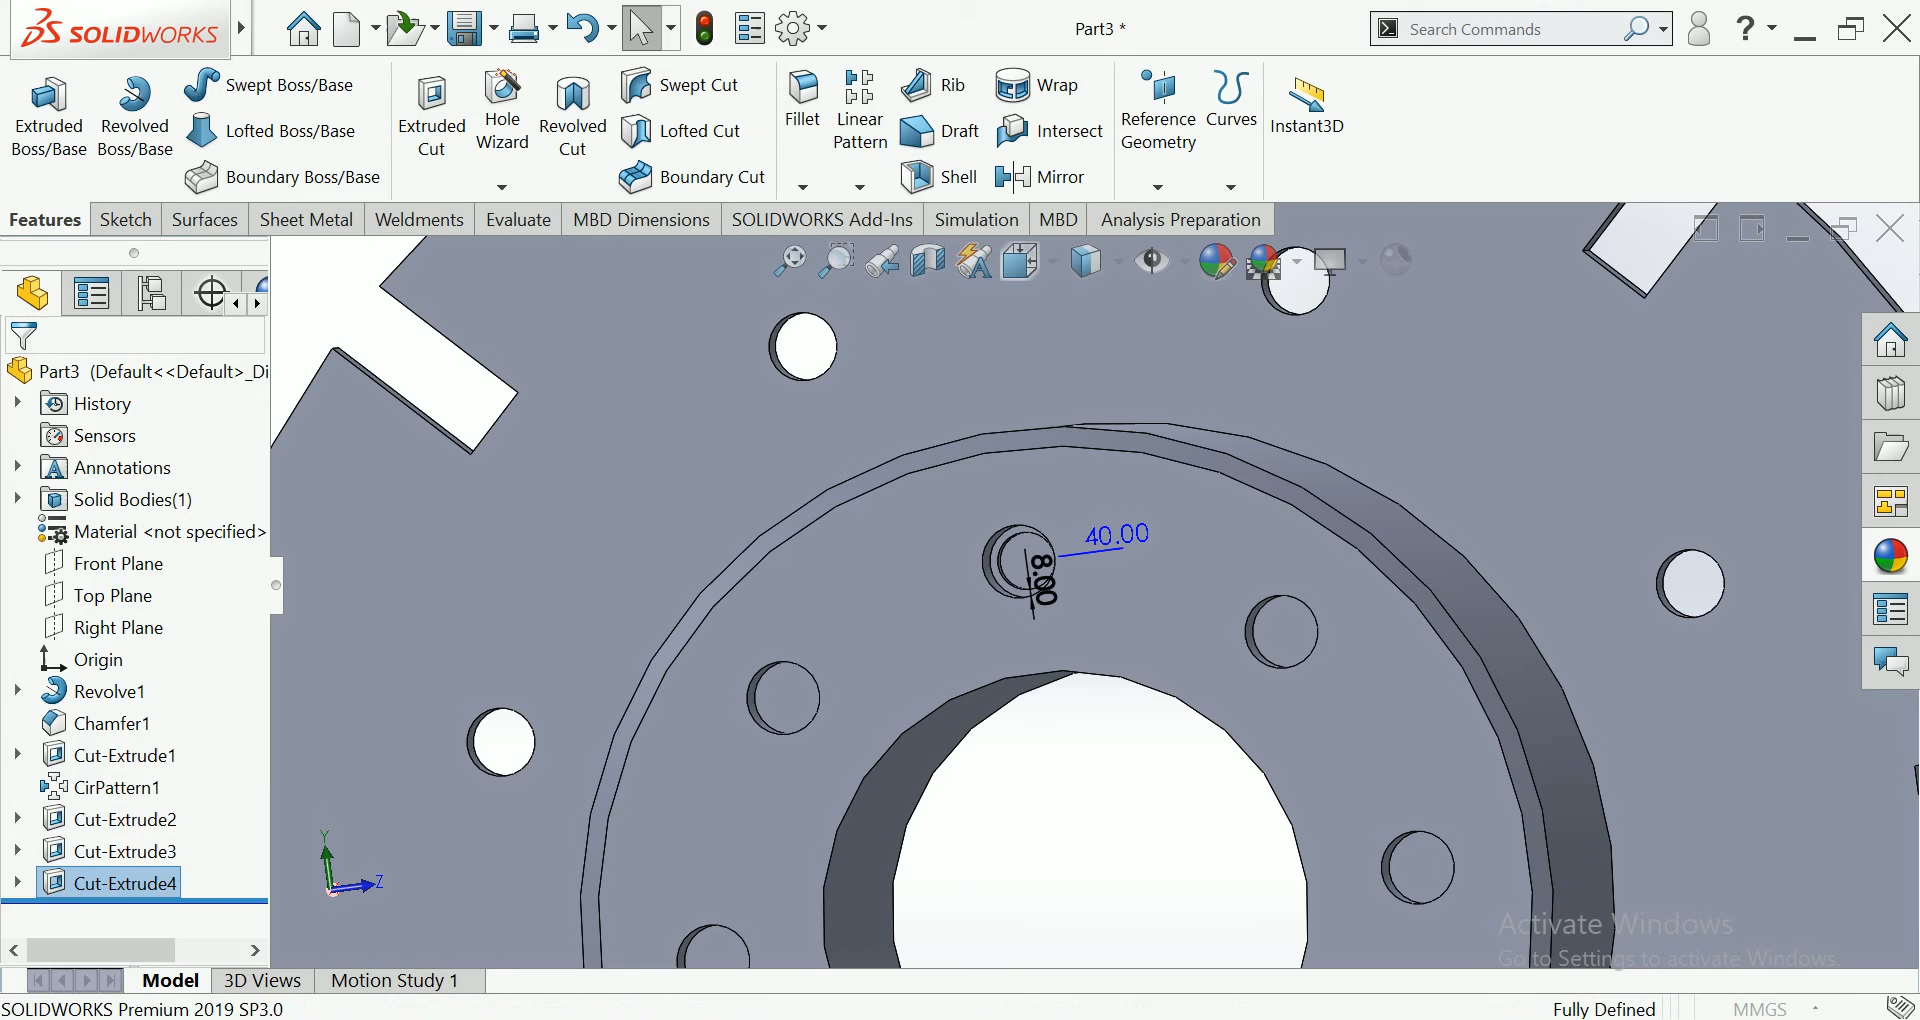 SOLIDWORKS
Part3 *
Search Commands
?
Extruded Boss/Base
Revolved Boss/Base
Swept Boss/Base
Lofted Boss/Base
Boundary Boss/Base
Extruded Cut
Hole Wizard
Revolved Cut
Swept Cut
Lofted Cut
Boundary Cut
Fillet
Linear Pattern
Rib
Draft
Shell
Wrap
Intersect
Mirror
Reference Geometry
Curves
Instant3D
Features
Sketch
Surfaces
Sheet Metal
Weldments
Evaluate
MBD Dimensions
SOLIDWORKS Add-Ins
Simulation
MBD
Analysis Preparation
Part3 (Default<<Default>_Di
History
Sensors
Annotations
Solid Bodies(1)
Material <not specified>
Front Plane
Top Plane
Right Plane
Origin
Revolve1
Chamfer1
Cut-Extrude1
CirPattern1
Cut-Extrude2
Cut-Extrude3
Cut-Extrude4
40.00
8.00
Y
Z
Activate Windows
Go to Settings to activate Windows.
Model
3D Views
Motion Study 1
SOLIDWORKS Premium 2019 SP3.0
Fully Defined
MMGS